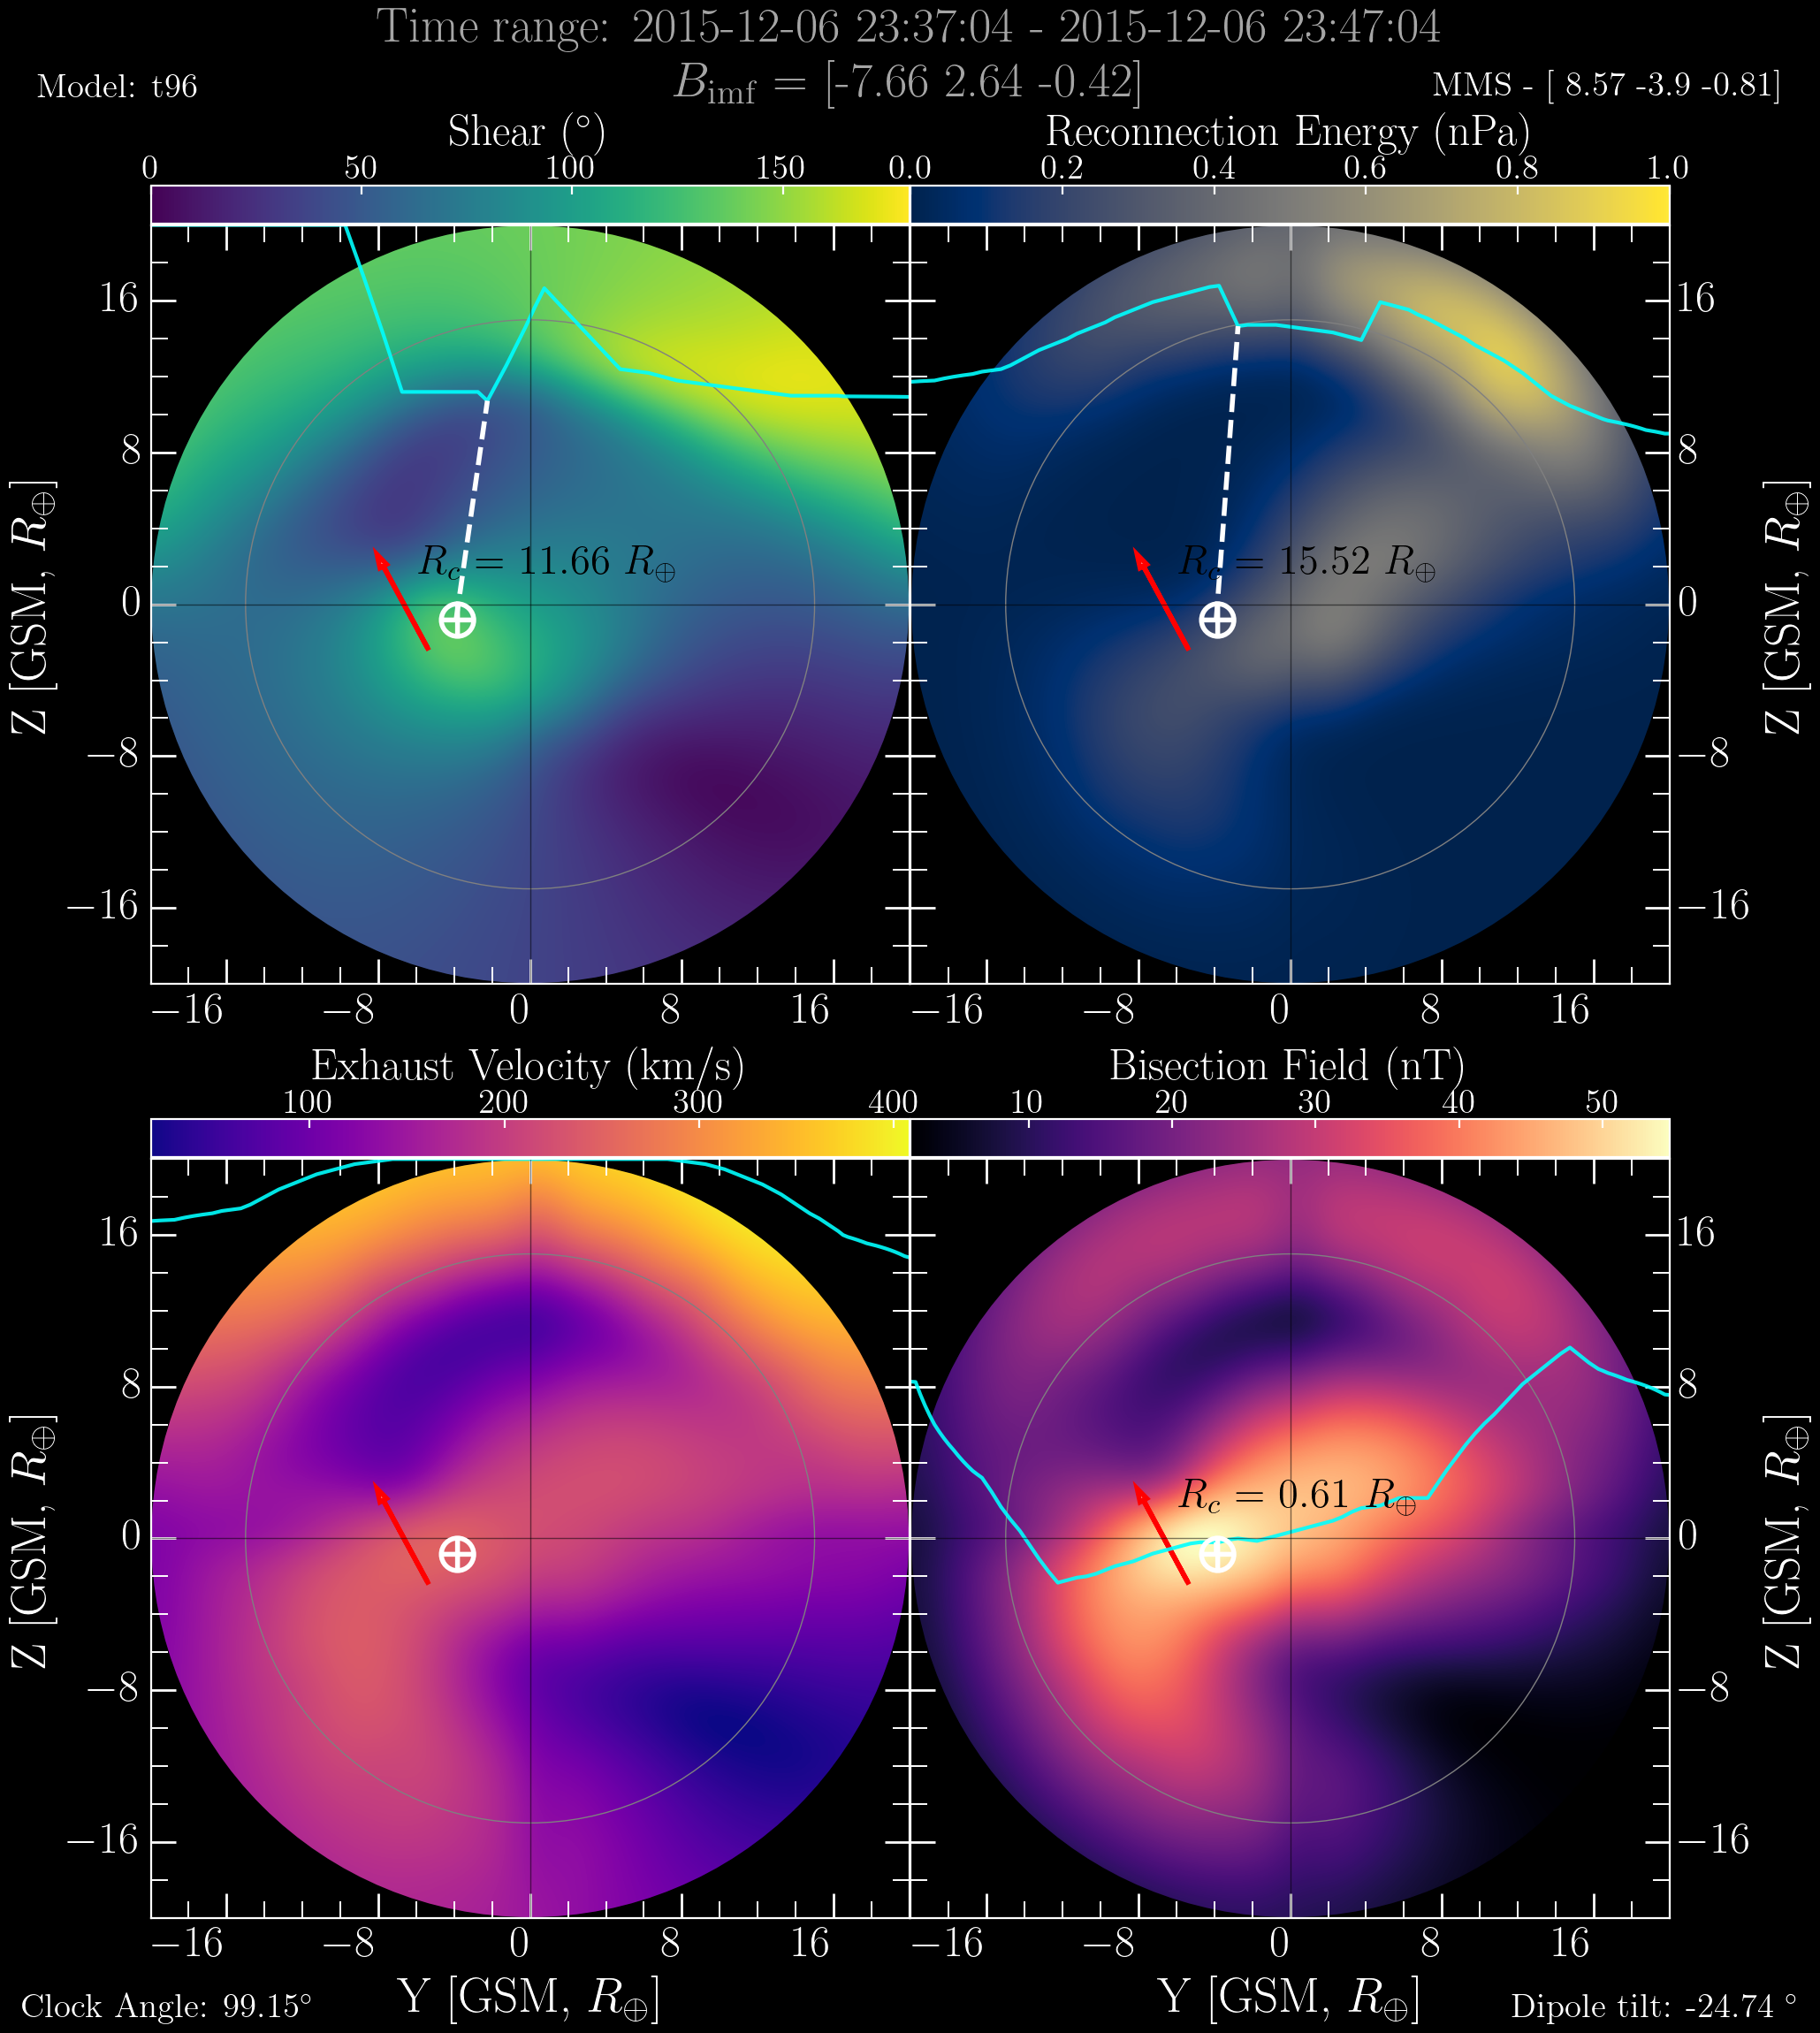 Time range: 2015-12-06 23:37:04 - 2015-12-06 23:47:04
Model: t96
B_imf = [-7.66 2.64 -0.42]
MMS - [ 8.57 -3.9 -0.81]
Shear (°)
Reconnection Energy (nPa)
0 50 100 150 0.0 0.2 0.4 0.6 0.8 1.0
16 16
8 8
R_c = 11.66 R_⊕
R_c = 15.52 R_⊕
0 0
−8 −8
−16 −16
Z [GSM, R_⊕]
Z [GSM, R_⊕]
−16 −8 0 8 16 −16 −8 0 8 16
Exhaust Velocity (km/s)
Bisection Field (nT)
100 200 300 400 10 20 30 40 50
16 16
8 8
R_c = 0.61 R_⊕
0 0
−8 −8
−16 −16
Z [GSM, R_⊕]
Z [GSM, R_⊕]
−16 −8 0 8 16 −16 −8 0 8 16
Y [GSM, R_⊕]
Y [GSM, R_⊕]
Clock Angle: 99.15°
Dipole tilt: -24.74 °